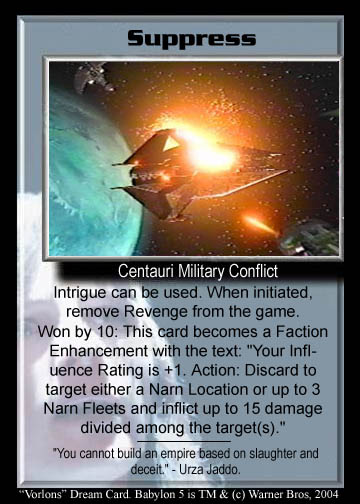 Suppress
Centauri Military Conflict
Intrigue can be used. When initiated,
remove Revenge from the game.
Won by 10: This card becomes a Faction
Enhancement with the text: "Your Infl-
uence Rating is +1. Action: Discard to
target either a Narn Location or up to 3
Narn Fleets and inflict up to 15 damage
divided among the target(s)."
"You cannot build an empire based on slaughter and
deceit." - Urza Jaddo.
"Vorlons" Dream Card. Babylon 5 is TM & (c) Warner Bros, 2004